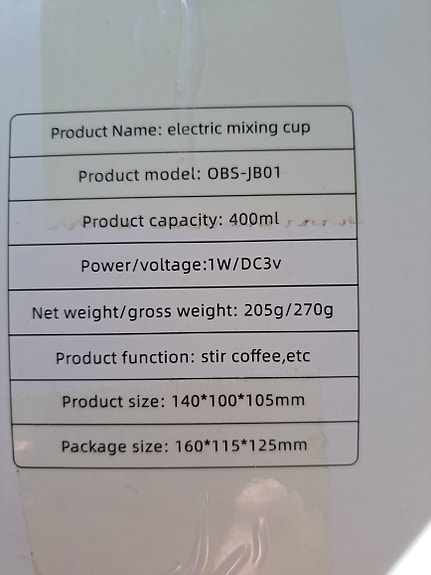 Product Name: electric mixing cup
Product model: OBS-JB01
Product capacity: 400ml
Power/voltage:1W/DC3v
Net weight/gross weight: 205g/270g
Product function: stir coffee,etc
Product size: 140*100*105mm
Package size: 160*115*125mm